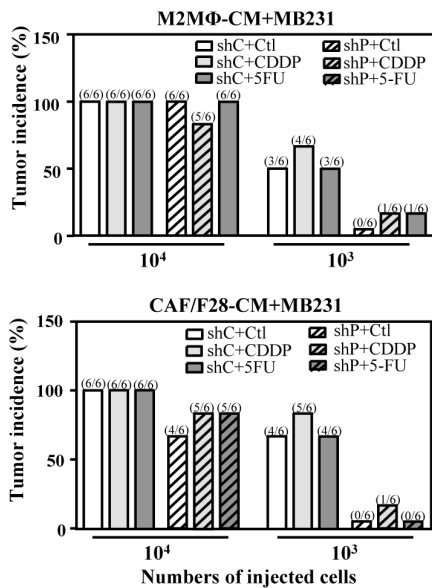 M2MΦ-CM+MB231
Tumor incidence (%)
150
100
50
0
shC+Ctl
shC+CDDP
shC+5FU
shP+Ctl
shP+CDDP
shP+5-FU
(6/6) (6/6) (6/6) (6/6) (5/6) (6/6)
(3/6) (4/6) (3/6) (0/6) (1/6) (1/6)
10⁴ 10³
CAF/F28-CM+MB231
Tumor incidence (%)
150
100
50
0
shC+Ctl
shC+CDDP
shC+5FU
shP+Ctl
shP+CDDP
shP+5-FU
(6/6) (6/6) (6/6) (4/6) (5/6) (5/6)
(4/6) (5/6) (4/6) (0/6) (1/6) (0/6)
10⁴ 10³
Numbers of injected cells